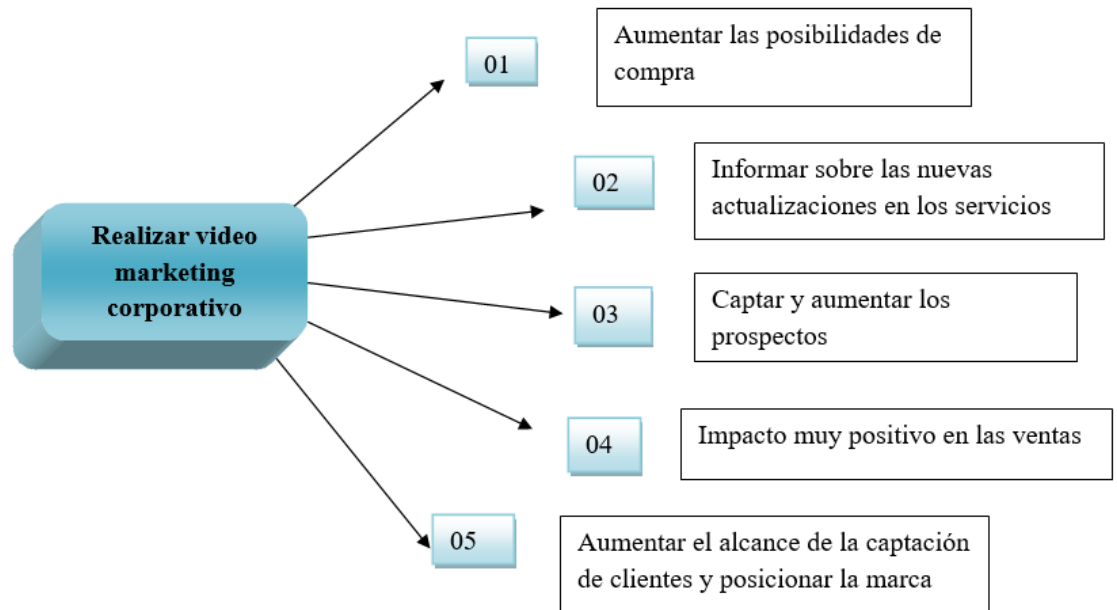 01
Aumentar las posibilidades de
compra
02
Informar sobre las nuevas
actualizaciones en los servicios
Realizar video
marketing
corporativo
03
Captar y aumentar los
prospectos
04
Impacto muy positivo en las ventas
05
Aumentar el alcance de la captación
de clientes y posicionar la marca